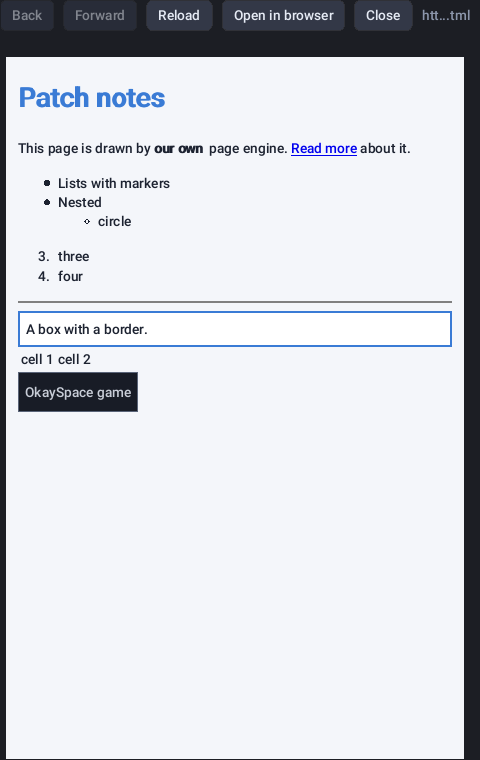 Back Forward Reload Open in browser Close htt...tml
Patch notes
This page is drawn by our own page engine. Read more about it.
Lists with markers
Nested
circle
3. three
4. four
A box with a border.
cell 1 cell 2
OkaySpace game